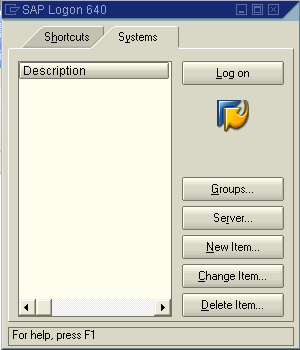 SAP Logon 640
Shortcuts
Systems
Description
Log on
Groups...
Server...
New Item...
Change Item...
Delete Item...
For help, press F1